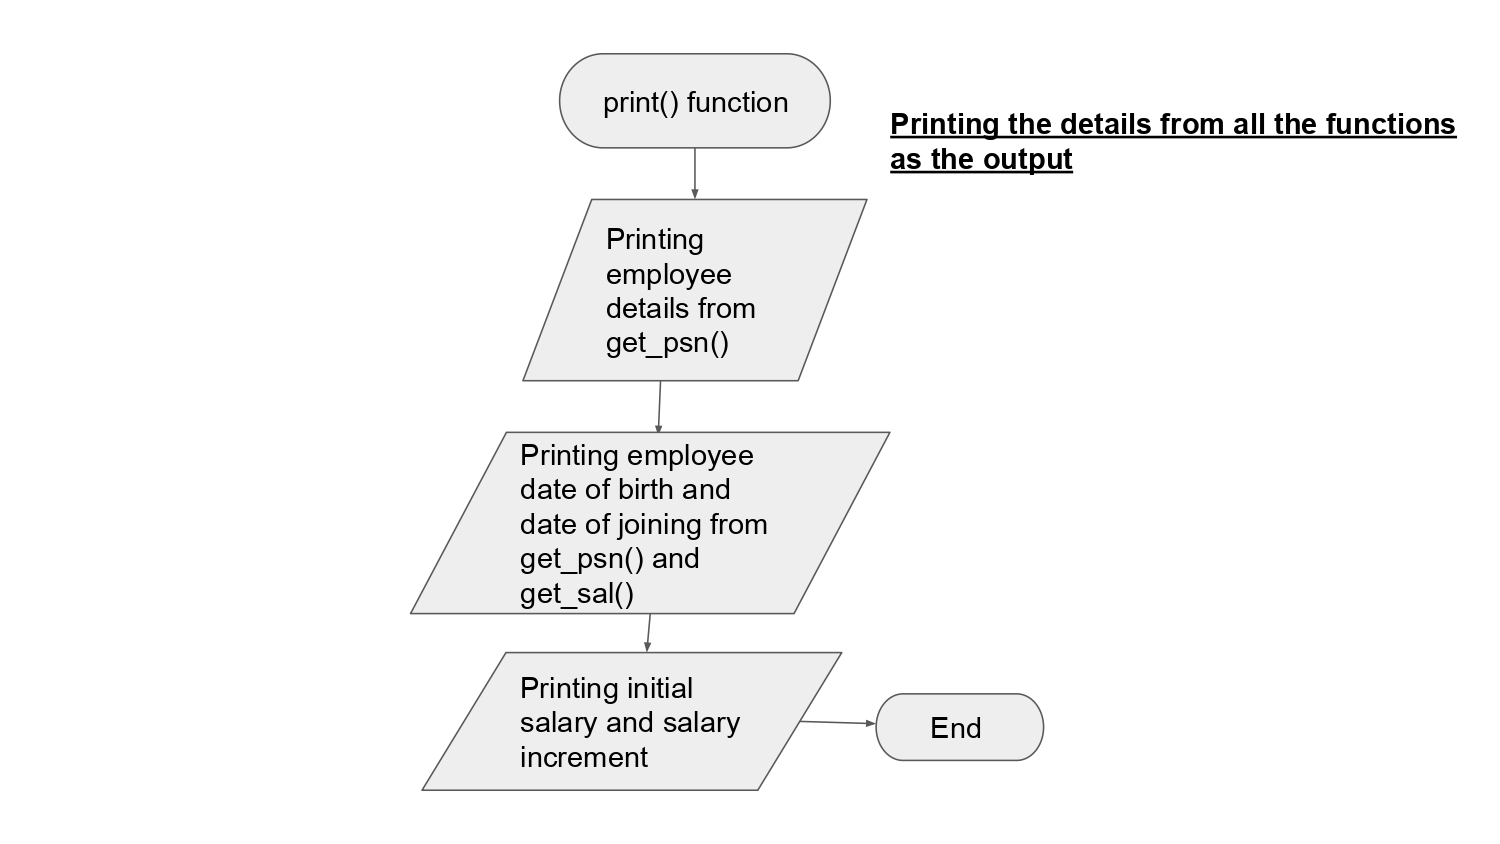 print() function
Printing the details from all the functions
as the output
Printing
employee
details from
get_psn()
Printing employee
date of birth and
date of joining from
get_psn() and
get_sal()
Printing initial
salary and salary
increment
End